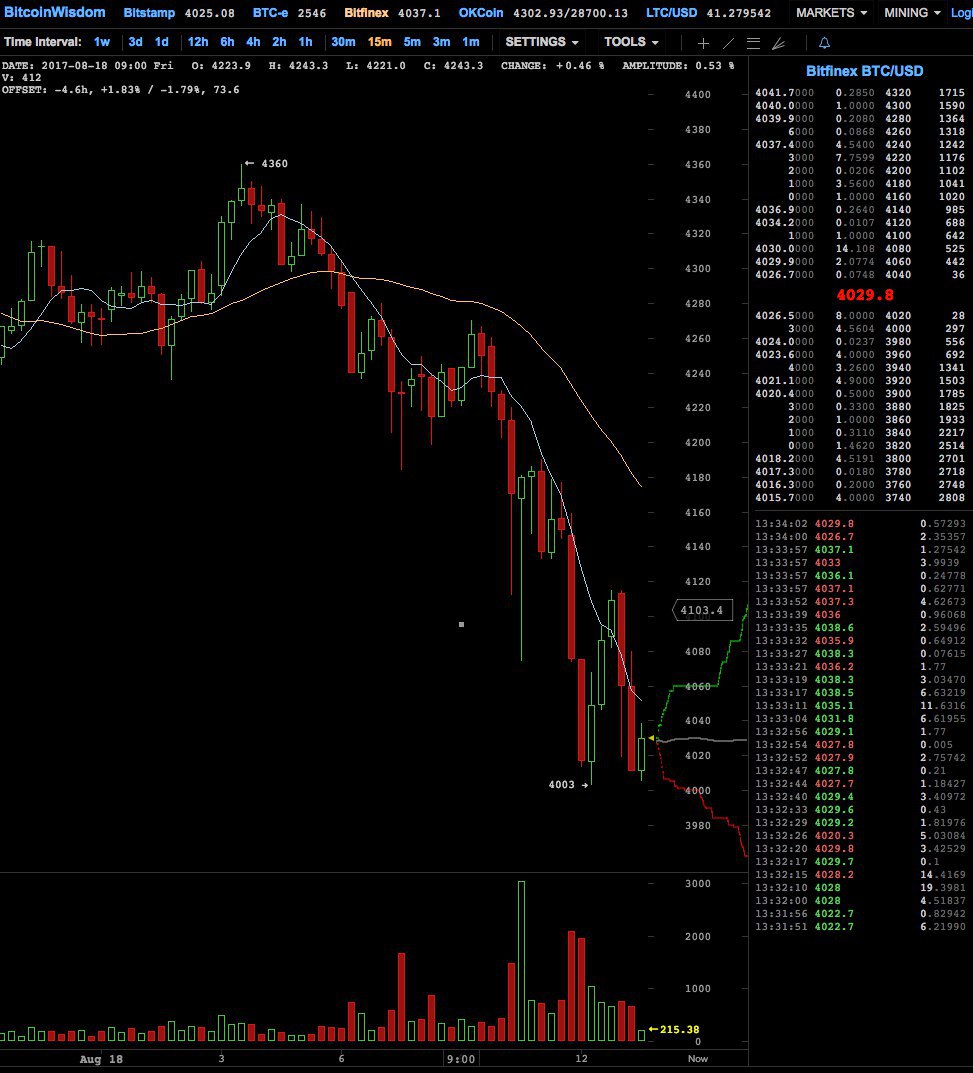 BitcoinWisdom Bitstamp 4025.08 BTC-e 2546 Bitfinex 4037.1 OKCoin 4302.93/28700.13 LTC/USD 41.279542 MARKETS MINING Logi
Time Interval: 1w 3d 1d 12h 6h 4h 2h 1h 30m 15m 5m 3m 1m SETTINGS TOOLS
DATE: 2017-08-18 09:00 Fri O: 4223.9 H: 4243.3 L: 4221.0 C: 4243.3 CHANGE: +0.46 % AMPLITUDE: 0.53 %
V: 412
OFFSET: -4.6h, +1.83% / -1.79%, 73.6
4400
4380
4360
4340
4320
4300
4280
4260
4240
4220
4200
4180
4160
4140
4120
4103.4
4080
4060
4040
4020
4000
3980
← 4360
4003 →
3000
2000
1000
0
←215.38
Aug 18 3 6 9:00 12 Now
Bitfinex BTC/USD
4041.7000 0.2850 4320 1715
4040.0000 1.0000 4300 1590
4039.9000 0.2080 4280 1364
6000 0.0868 4260 1318
4037.4000 4.5400 4240 1242
3000 7.7599 4220 1176
2000 0.0206 4200 1102
1000 3.5600 4180 1041
0000 1.0000 4160 1020
4036.9000 0.2640 4140 985
4034.2000 0.0107 4120 688
1000 1.0000 4100 642
4030.0000 14.108 4080 525
4029.9000 2.0774 4060 442
4026.7000 0.0748 4040 36
4029.8
4026.5000 8.0000 4020 28
3000 4.5604 4000 297
4024.0000 0.0237 3980 556
4023.6000 4.0000 3960 692
4000 3.2600 3940 1341
4021.1000 4.9000 3920 1503
4020.4000 0.5000 3900 1785
3000 0.3300 3880 1825
2000 1.0000 3860 1933
1000 0.3110 3840 2217
0000 1.4620 3820 2514
4018.2000 4.5191 3800 2701
4017.3000 0.0180 3780 2718
4016.3000 0.2000 3760 2748
4015.7000 4.0000 3740 2808
13:34:02 4029.8 0.57293
13:34:00 4026.7 2.35357
13:33:57 4037.1 1.27542
13:33:57 4033 3.9939
13:33:57 4036.1 0.24778
13:33:57 4037.1 0.62771
13:33:52 4037.3 4.62673
13:33:39 4036 0.96068
13:33:35 4038.6 2.59496
13:33:32 4035.9 0.64912
13:33:27 4038.3 0.07615
13:33:21 4036.2 1.77
13:33:19 4038.3 3.03470
13:33:17 4038.5 6.63219
13:33:11 4035.1 11.6316
13:33:04 4031.8 6.61955
13:32:56 4029.1 1.77
13:32:54 4027.8 0.005
13:32:52 4027.9 2.75742
13:32:47 4027.8 0.21
13:32:44 4027.7 1.18427
13:32:40 4029.4 3.40972
13:32:33 4029.6 0.43
13:32:29 4029.2 1.81976
13:32:26 4020.3 5.03084
13:32:20 4029.8 3.42529
13:32:17 4029.7 0.1
13:32:15 4028.2 14.4169
13:32:10 4028 19.3981
13:32:00 4028 4.51837
13:31:56 4022.7 0.82942
13:31:51 4022.7 6.21990